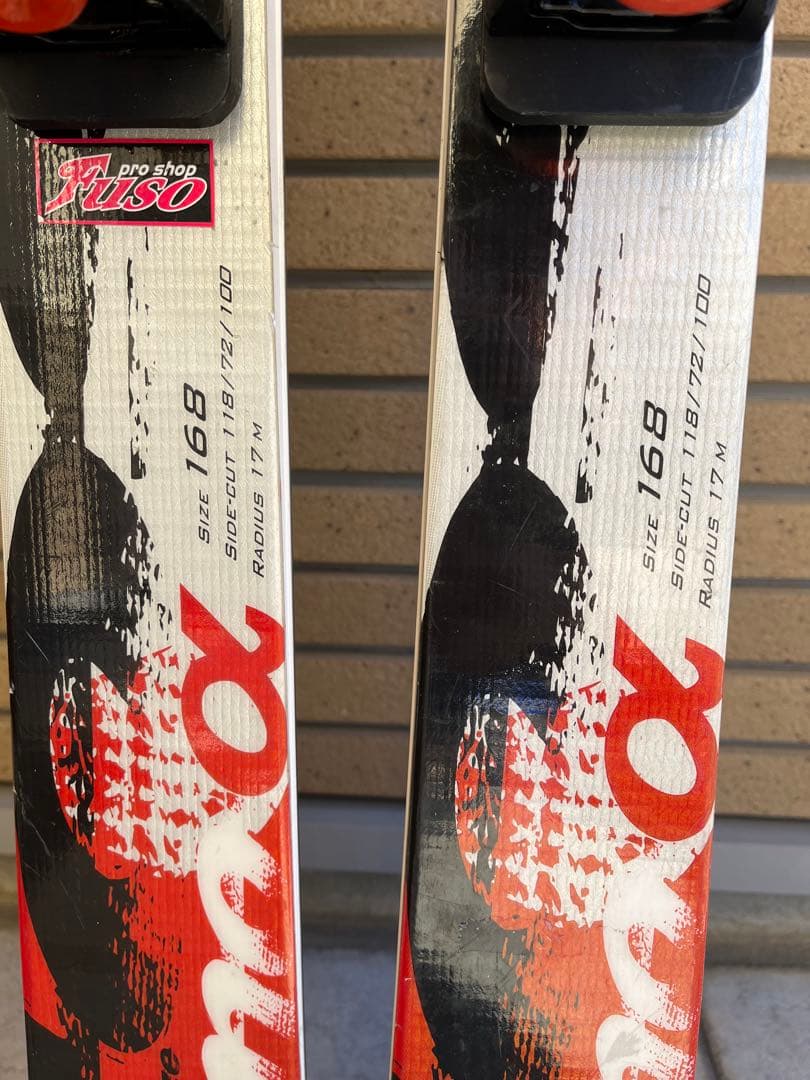 pro shop
Fuso
SIZE 168
SIDE-CUT 118/72/100
RADIUS 17 M
α
SIZE 168
SIDE-CUT 118/72/100
RADIUS 17 M
α